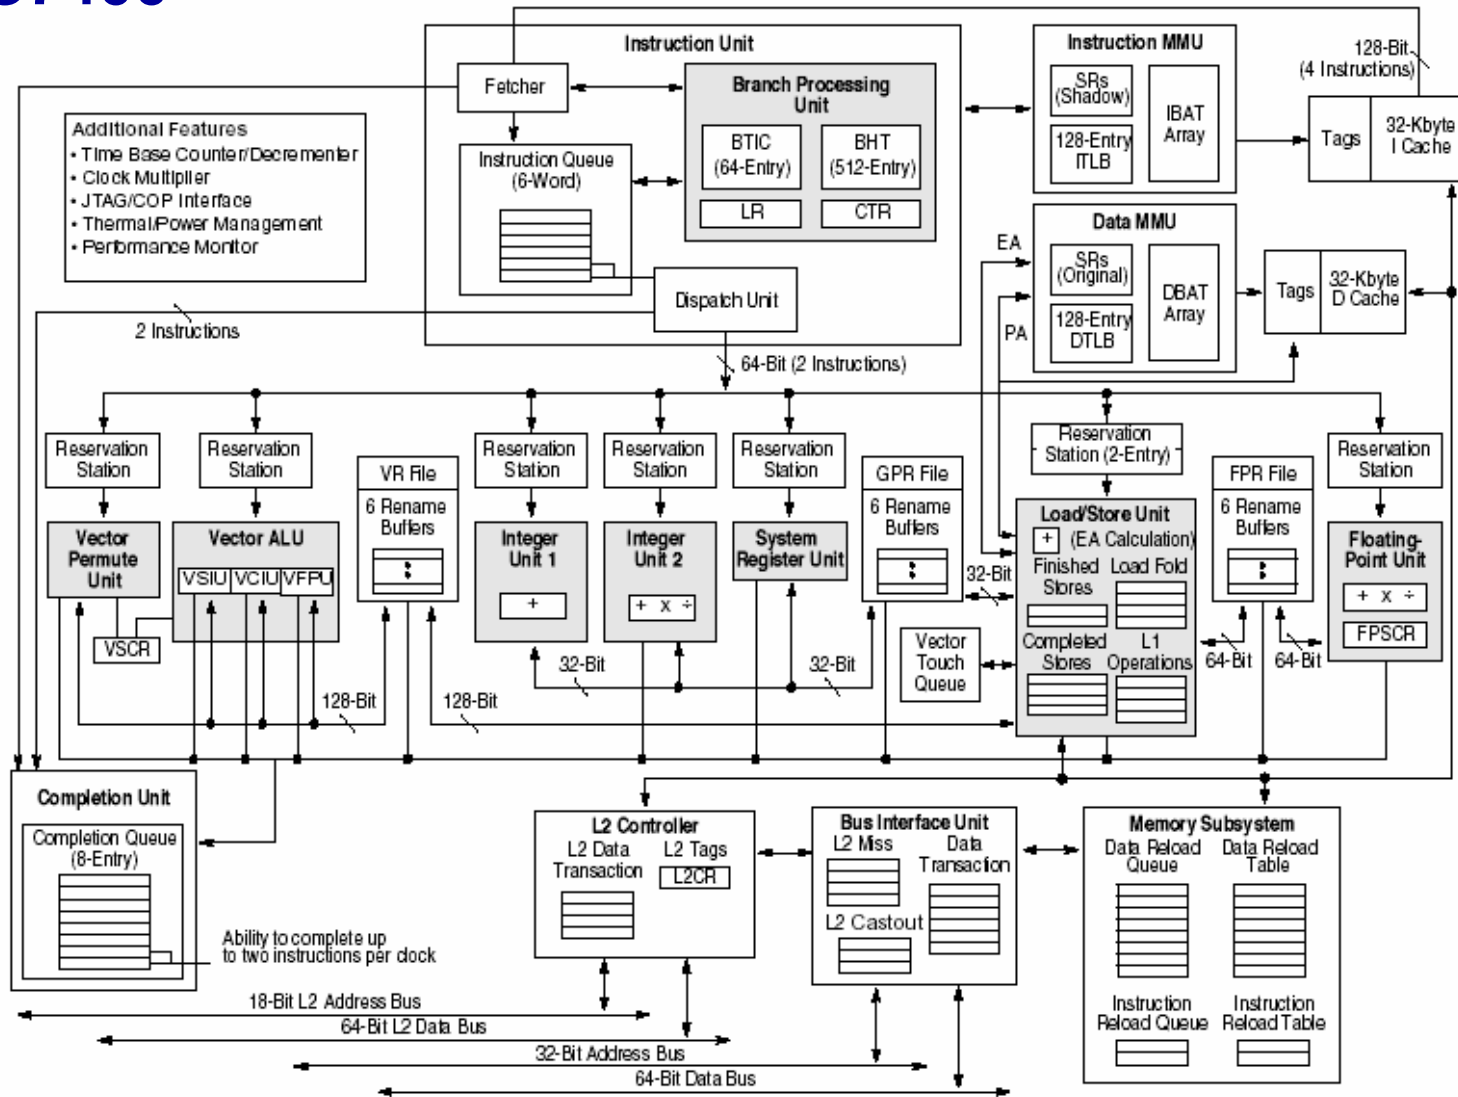 Instruction Unit
Fetcher
Branch Processing
Unit
BTIC
(64-Entry)
BHT
(512-Entry)
LR
CTR
Instruction Queue
(6-Word)
Dispatch Unit
Instruction MMU
SRs
(Shadow)
128-Entry
ITLB
IBAT
Array
128-Bit
(4 Instructions)
Tags
32-Kbyte
I Cache
Additional Features
• Time Base Counter/Decrementer
• Clock Multiplier
• JTAG/COP Interface
• Thermal/Power Management
• Performance Monitor
Data MMU
SRs
(Original)
128-Entry
DTLB
DBAT
Array
EA
PA
Tags
32-Kbyte
D Cache
2 Instructions
64-Bit (2 Instructions)
Reservation
Station
Reservation
Station
Reservation
Station
Reservation
Station
Reservation
Station
Reservation
Station (2-Entry)
Reservation
Station
VR File
6 Rename
Buffers
GPR File
6 Rename
Buffers
FPR File
6 Rename
Buffers
Vector
Permute
Unit
Vector ALU
VSIU
VCIU
VFPU
VSCR
Integer
Unit 1
+
Integer
Unit 2
+ x ÷
System
Register Unit
Load/Store Unit
+
(EA Calculation)
Finished
Stores
Load Fold
Completed
Stores
L1
Operations
Floating-
Point Unit
+ x ÷
FPSCR
Vector
Touch
Queue
32-Bit
32-Bit
32-Bit
64-Bit
64-Bit
128-Bit
128-Bit
Completion Unit
Completion Queue
(8-Entry)
Ability to complete up
to two instructions per clock
L2 Controller
L2 Data
Transaction
L2 Tags
L2CR
Bus Interface Unit
L2 Miss
Data
Transaction
L2 Castout
Memory Subsystem
Data Reload
Queue
Data Reload
Table
Instruction
Reload Queue
Instruction
Reload Table
18-Bit L2 Address Bus
64-Bit L2 Data Bus
32-Bit Address Bus
64-Bit Data Bus